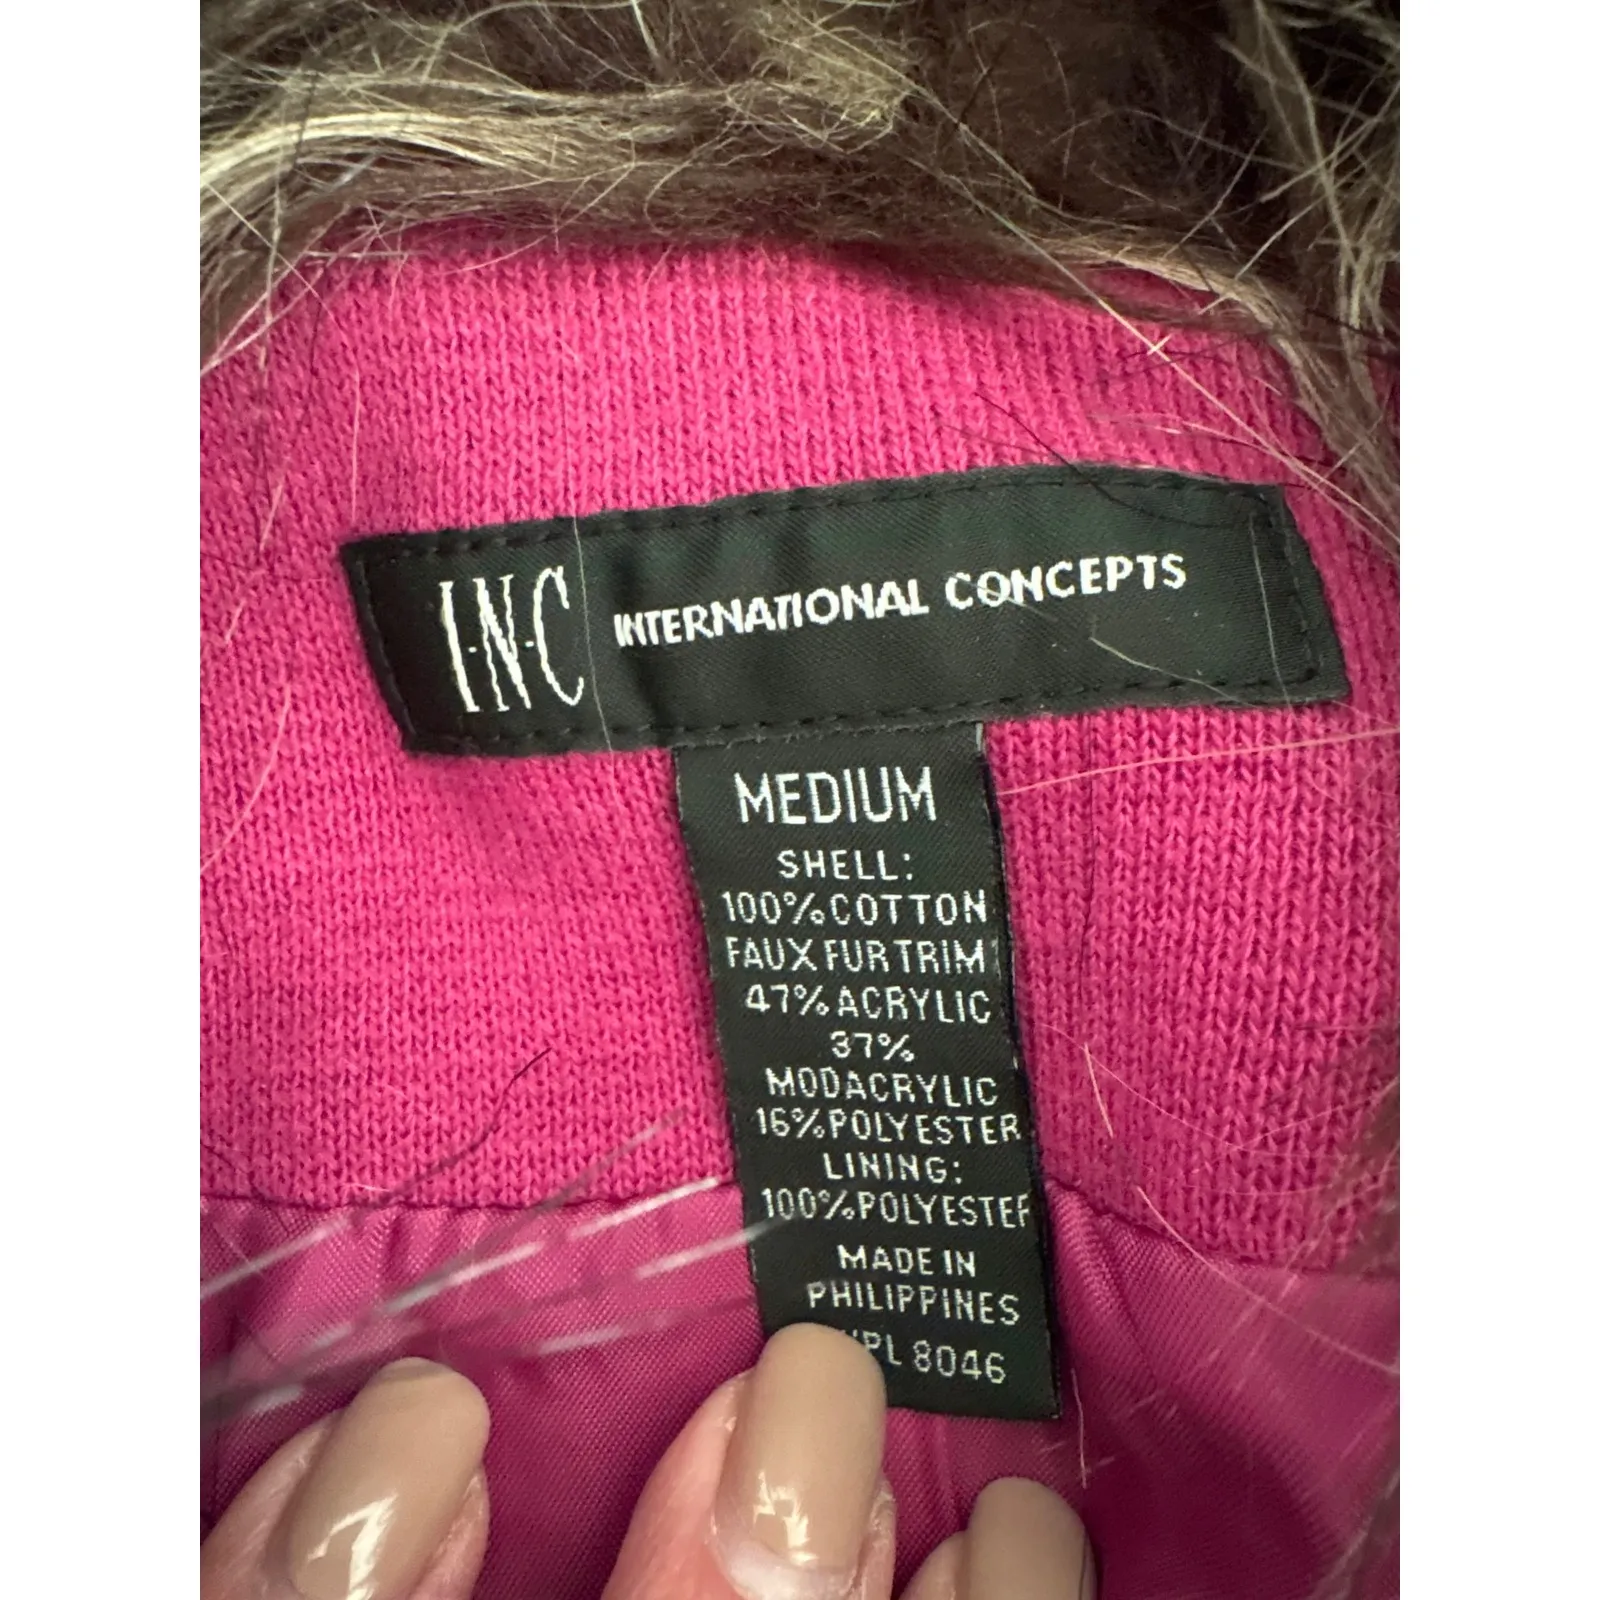 I·N·C INTERNATIONAL CONCEPTS
MEDIUM
SHELL:
100% COTTON
FAUX FUR TRIM
47% ACRYLIC
37%
MODACRYLIC
16% POLYESTER
LINING:
100% POLYESTER
MADE IN
PHILIPPINES
8046